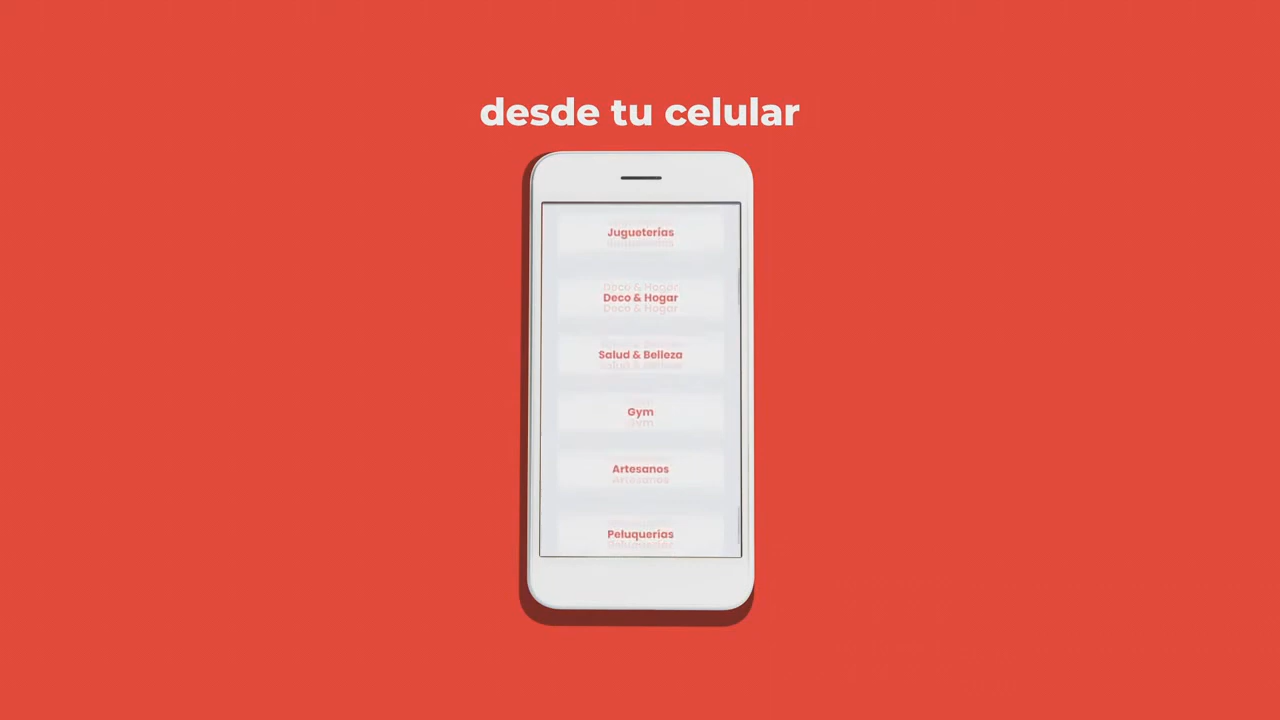 desde tu celular
Jugueterías
Deco & Hogar
Salud & Belleza
Gym
Artesanos
Peluquerías